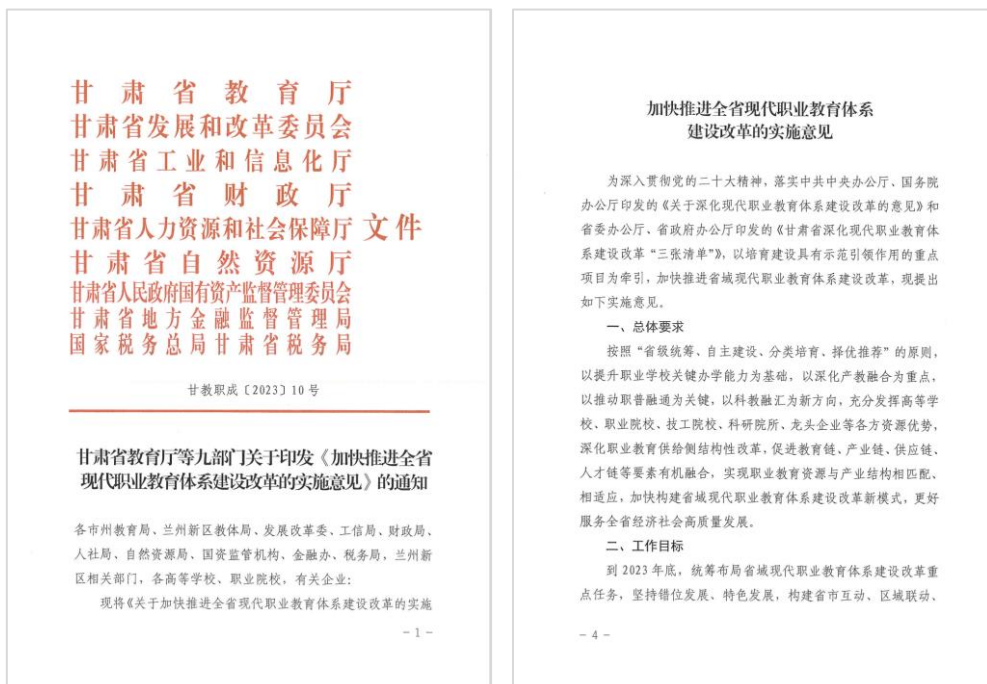 甘肃省教育厅
甘肃省发展和改革委员会
甘肃省工业和信息化厅
甘肃省财政厅
甘肃省人力资源和社会保障厅 文件
甘肃省自然资源厅
甘肃省人民政府国有资产监督管理委员会
甘肃省地方金融监督管理局
国家税务总局甘肃省税务局
甘教职成〔2023〕10号
甘肃省教育厅等九部门关于印发《加快推进全省
现代职业教育体系建设改革的实施意见》的通知
各市州教育局、兰州新区教体局、发展改革委、工信局、财政局、
人社局、自然资源局、国资监管机构、金融办、税务局，兰州新
区相关部门，各高等学校、职业院校，有关企业：
现将《关于加快推进全省现代职业教育体系建设改革的实施
－1－
加快推进全省现代职业教育体系
建设改革的实施意见
为深入贯彻党的二十大精神，落实中共中央办公厅、国务院
办公厅印发的《关于深化现代职业教育体系建设改革的意见》和
省委办公厅、省政府办公厅印发的《甘肃省深化现代职业教育体
系建设改革“三张清单”》，以培育建设具有示范引领作用的重点
项目为牵引，加快推进省域现代职业教育体系建设改革，现提出
如下实施意见。
一、总体要求
按照“省级统筹、自主建设、分类培育、择优推荐”的原则，
以提升职业学校关键办学能力为基础，以深化产教融合为重点，
以推动职普融通为关键，以科教融汇为新方向，充分发挥高等学
校、职业院校、技工院校、科研院所、龙头企业等各方资源优势，
深化职业教育供给侧结构性改革，促进教育链、产业链、供应链、
人才链等要素有机融合，实现职业教育资源与产业结构相匹配、
相适应，加快构建省域现代职业教育体系建设改革新模式，更好
服务全省经济社会高质量发展。
二、工作目标
到2023年底，统筹布局省域现代职业教育体系建设改革重
点任务，坚持错位发展、特色发展，构建省市互动、区域联动、
－4－